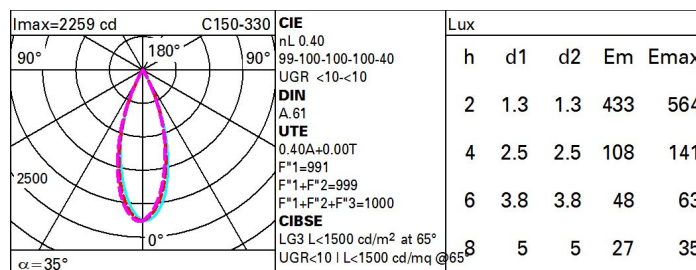 Imax=2259 cd C150-330
90° 180° 90°
2500
0°
α=35°
CIE
nL 0.40
99-100-100-100-40
UGR <10-<10
DIN
A.61
UTE
0.40A+0.00T
F"1=991
F"1+F"2=999
F"1+F"2+F"3=1000
CIBSE
LG3 L<1500 cd/m² at 65°
UGR<10 | L<1500 cd/mq @65°
Lux
h d1 d2 Em Emax
2 1.3 1.3 433 564
4 2.5 2.5 108 141
6 3.8 3.8 48 63
8 5 5 27 35